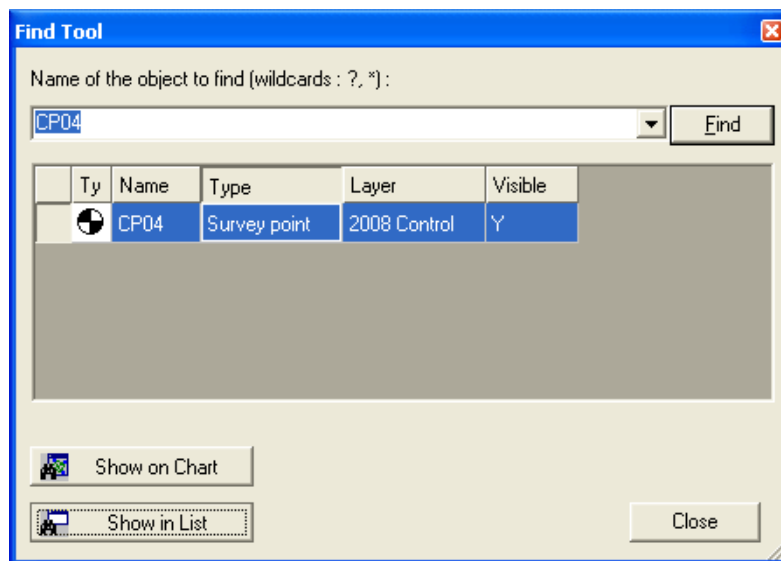 Find Tool
Name of the object to find (wildcards : ?, *) :
CP04
Find
Ty Name Type Layer Visible
CP04 Survey point 2008 Control Y
Show on Chart
Show in List
Close